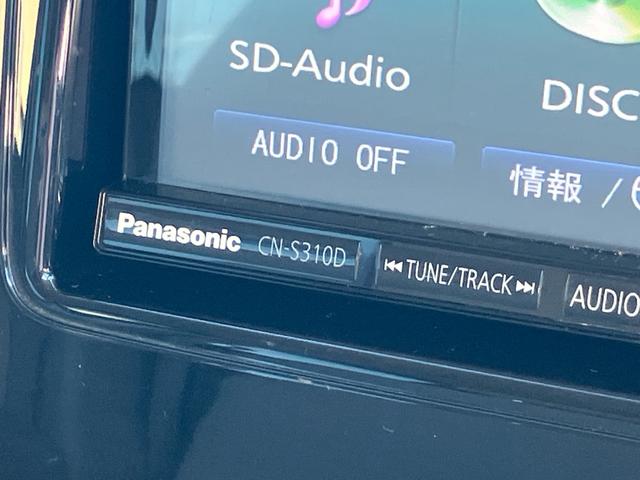 SD-Audio
DISC
AUDIO OFF
情報 /
Panasonic CN-S310D
⏮TUNE/TRACK⏭
AUDIO